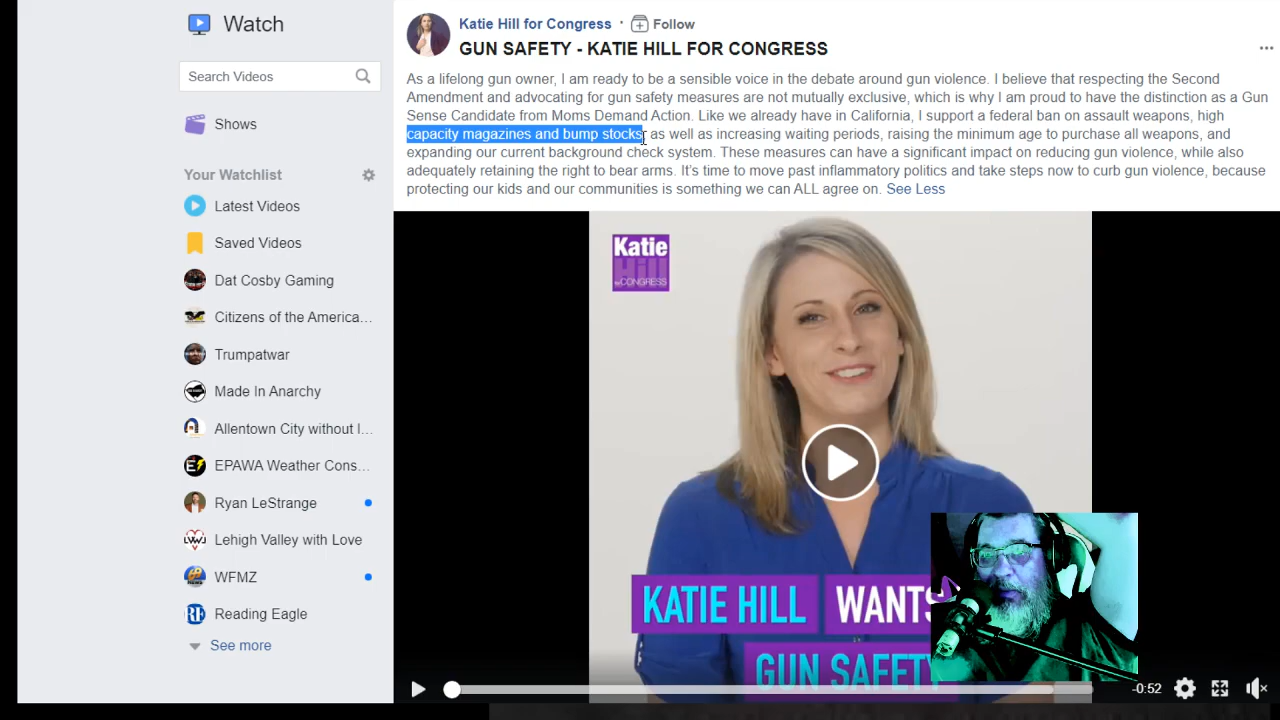 Watch
Search Videos
Shows
Your Watchlist
Latest Videos
Saved Videos
Dat Cosby Gaming
Citizens of the America...
Trumpatwar
Made In Anarchy
Allentown City without l...
EPAWA Weather Cons...
Ryan LeStrange
Lehigh Valley with Love
WFMZ
Reading Eagle
See more
Katie Hill for Congress · Follow
GUN SAFETY - KATIE HILL FOR CONGRESS
As a lifelong gun owner, I am ready to be a sensible voice in the debate around gun violence. I believe that respecting the Second
Amendment and advocating for gun safety measures are not mutually exclusive, which is why I am proud to have the distinction as a Gun
Sense Candidate from Moms Demand Action. Like we already have in California, I support a federal ban on assault weapons, high
capacity magazines and bump stocks, as well as increasing waiting periods, raising the minimum age to purchase all weapons, and
expanding our current background check system. These measures can have a significant impact on reducing gun violence, while also
adequately retaining the right to bear arms. It's time to move past inflammatory politics and take steps now to curb gun violence, because
protecting our kids and our communities is something we can ALL agree on. See Less
Katie
Hill
for CONGRESS
KATIE HILL WANTS
GUN SAFETY
-0:52